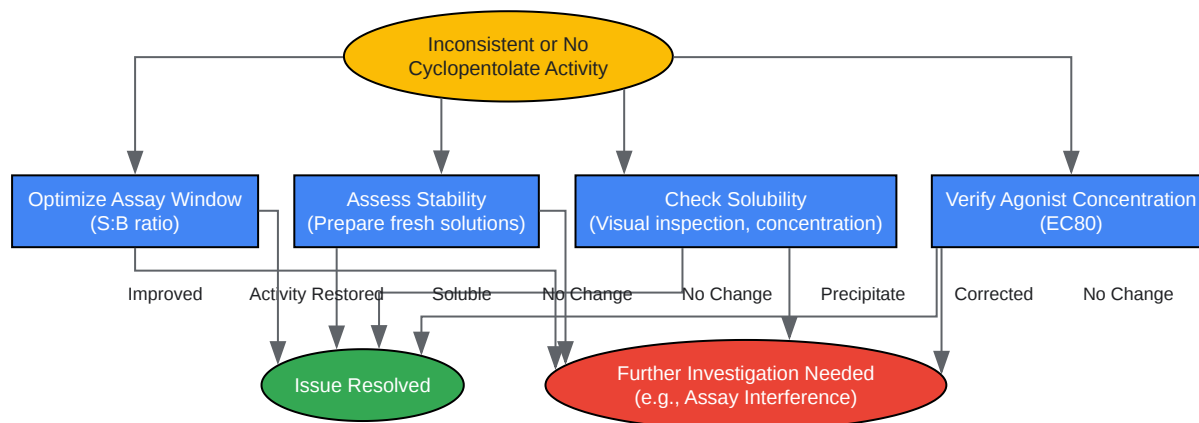 Inconsistent or No
Cyclopentolate Activity
Optimize Assay Window
(S:B ratio)
Assess Stability
(Prepare fresh solutions)
Check Solubility
(Visual inspection, concentration)
Verify Agonist Concentration
(EC80)
Improved
Activity Restored
Soluble
No Change
No Change
Precipitate
Corrected
No Change
Issue Resolved
Further Investigation Needed
(e.g., Assay Interference)